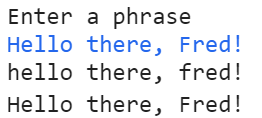 Enter a phrase
Hello there, Fred!
hello there, fred!
Hello there, Fred!